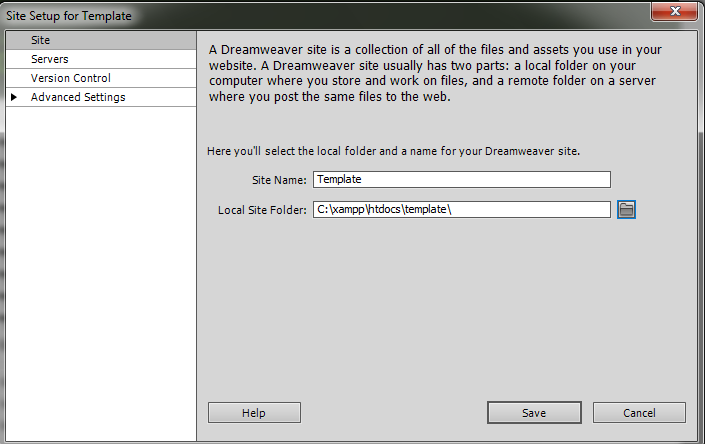 Site Setup for Template
Site
Servers
Version Control
Advanced Settings
A Dreamweaver site is a collection of all of the files and assets you use in your
website. A Dreamweaver site usually has two parts: a local folder on your
computer where you store and work on files, and a remote folder on a server
where you post the same files to the web.
Here you'll select the local folder and a name for your Dreamweaver site.
Site Name: Template
Local Site Folder: C:\xampp\htdocs\template\
Help Save Cancel